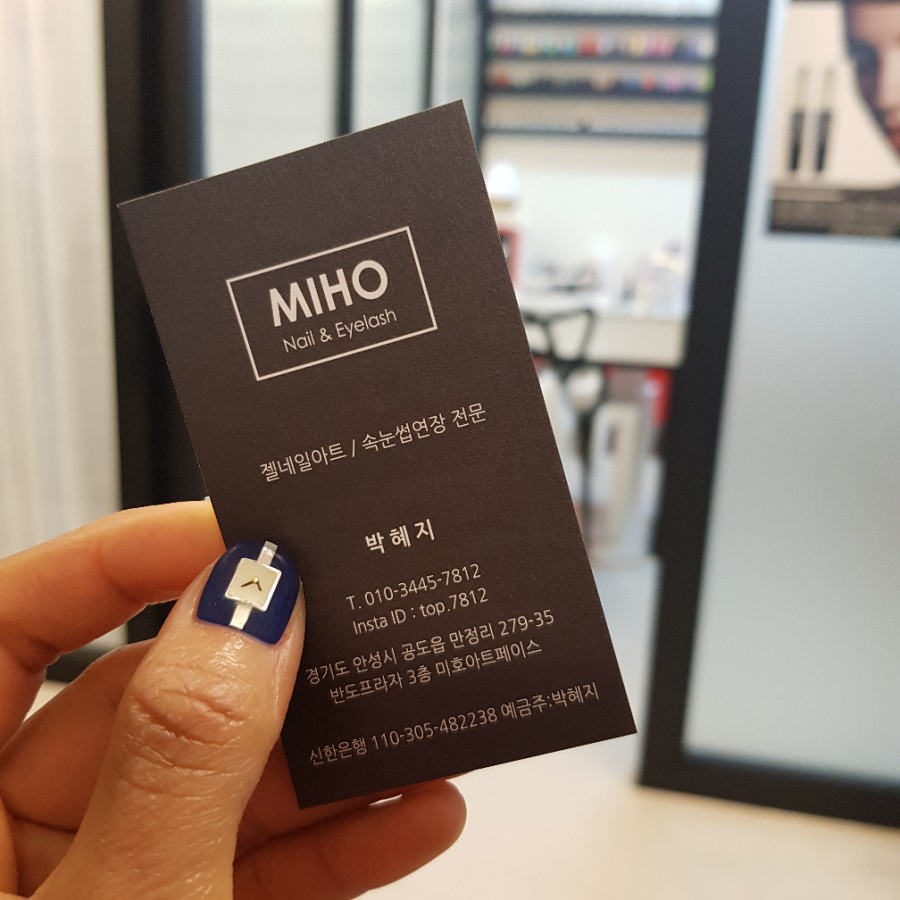 MIHO
Nail & Eyelash
젤네일아트 / 속눈썹연장 전문
박혜지
T. 010-3445-7812
Insta ID : top.7812
경기도 안성시 공도읍 만정리 279-35
반도프라자 3층 미호아트페이스
신한은행 110-305-482238 예금주:박혜지